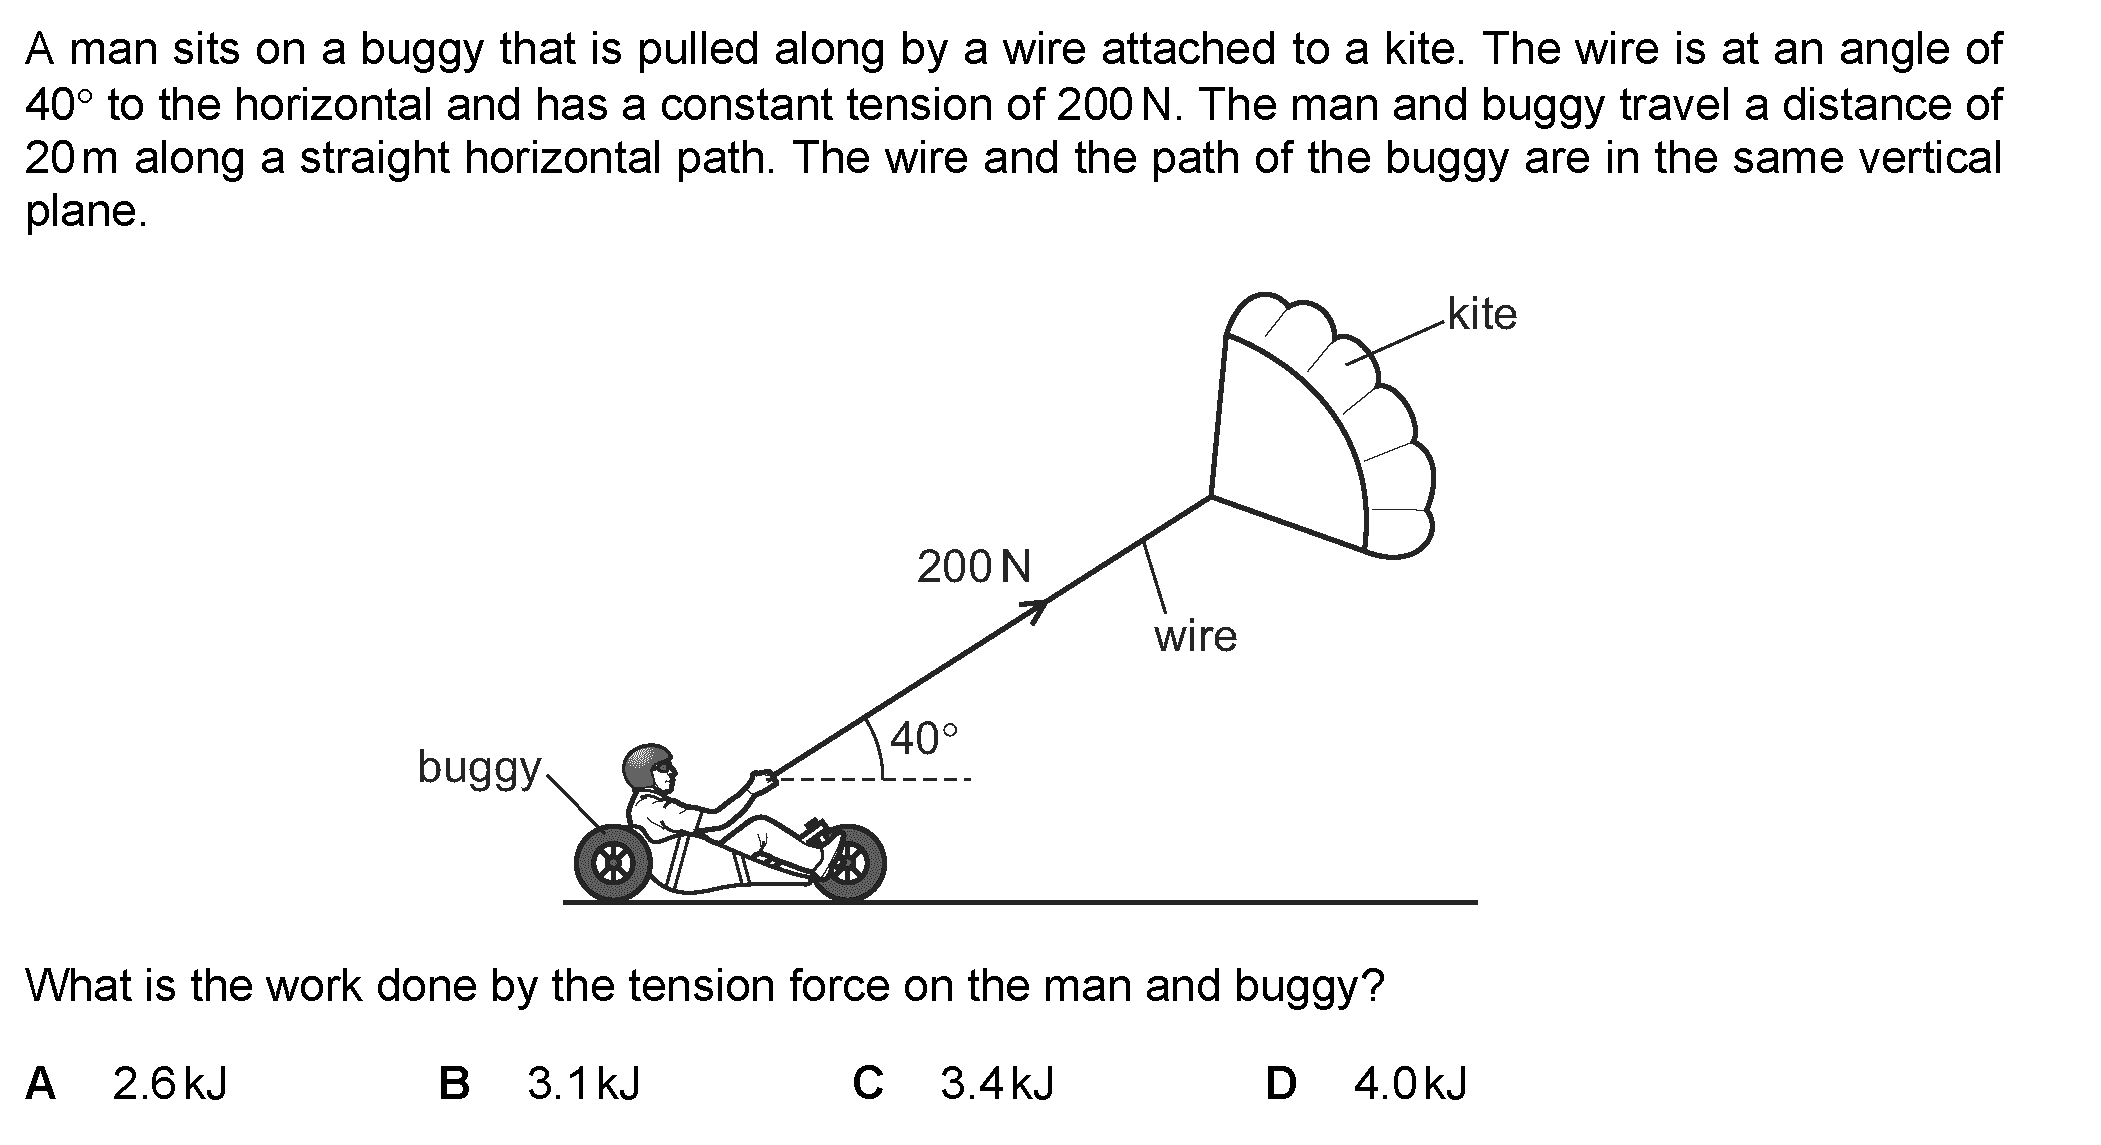 A man sits on a buggy that is pulled along by a wire attached to a kite. The wire is at an angle of
40° to the horizontal and has a constant tension of 200 N. The man and buggy travel a distance of
20 m along a straight horizontal path. The wire and the path of the buggy are in the same vertical
plane.
kite
200 N
wire
40°
buggy
What is the work done by the tension force on the man and buggy?
A 2.6 kJ B 3.1 kJ C 3.4 kJ D 4.0 kJ